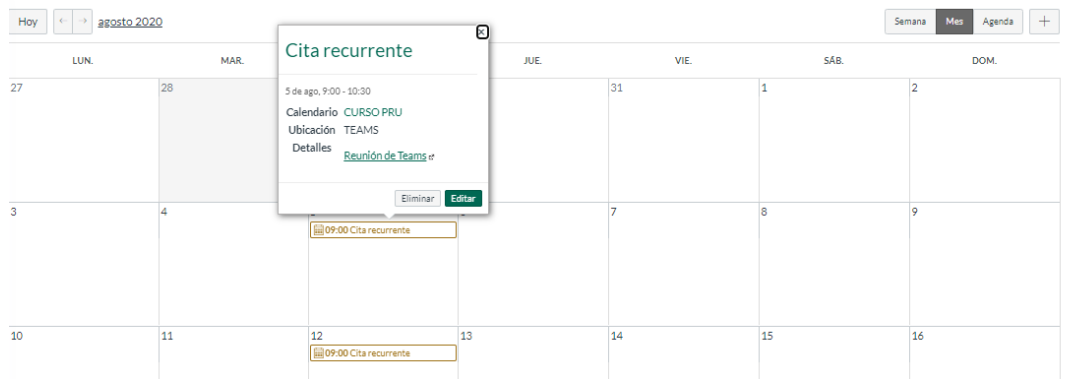 Hoy ← → agosto 2020 Semana Mes Agenda +
Cita recurrente
LUN. MAR. JUE. VIE. SÁB. DOM.
27 28 31 1 2
5 de ago, 9:00 - 10:30
Calendario CURSO PRU
Ubicación TEAMS
Detalles Reunión de Teams
Eliminar Editar
3 4 7 8 9
09:00 Cita recurrente
10 11 12 13 14 15 16
09:00 Cita recurrente